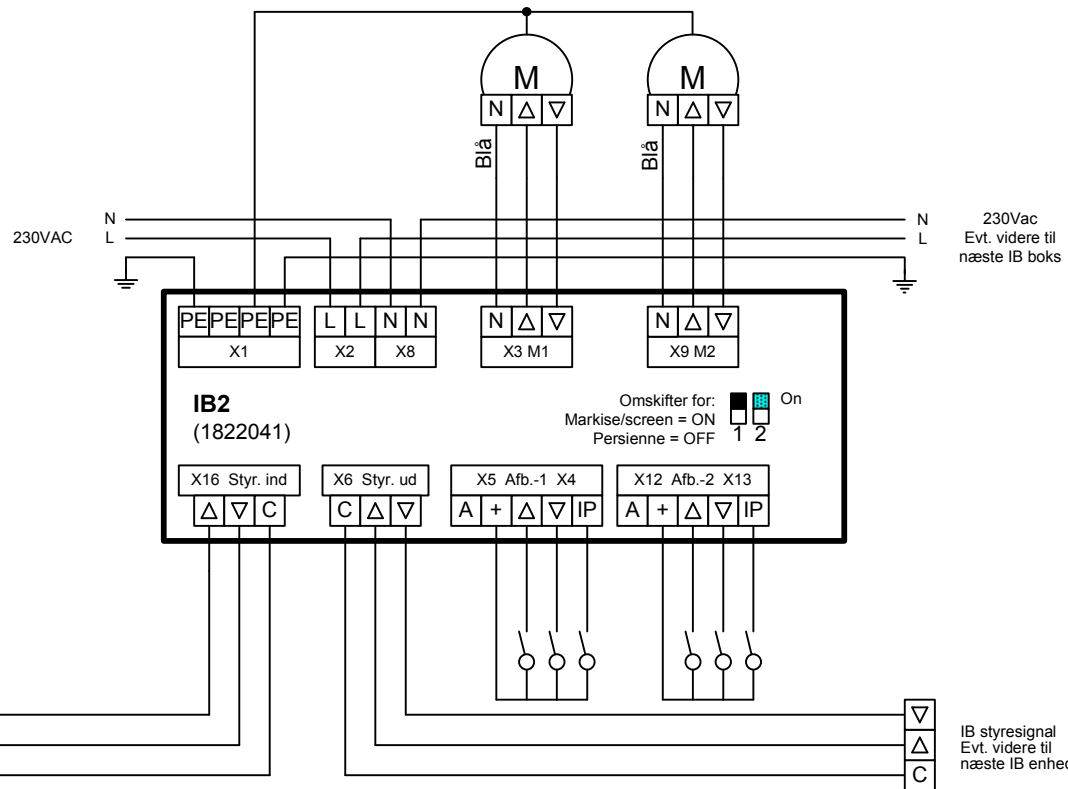 M M
N △ ▽ N △ ▽
Blå Blå
N N 230Vac
230VAC L L Evt. videre til
næste IB boks
PE PE PE PE L L N N N △ ▽ N △ ▽
X1 X2 X8 X3 M1 X9 M2
IB2
(1822041)
Omskifter for: On
Markise/screen = ON
Persienne = OFF 1 2
X16 Styr. ind X6 Styr. ud X5 Afb.-1 X4 X12 Afb.-2 X13
△ ▽ C C △ ▽ A + △ ▽ IP A + △ ▽ IP
▽ IB styresignal
△ Evt. videre til
næste IB enhed
C